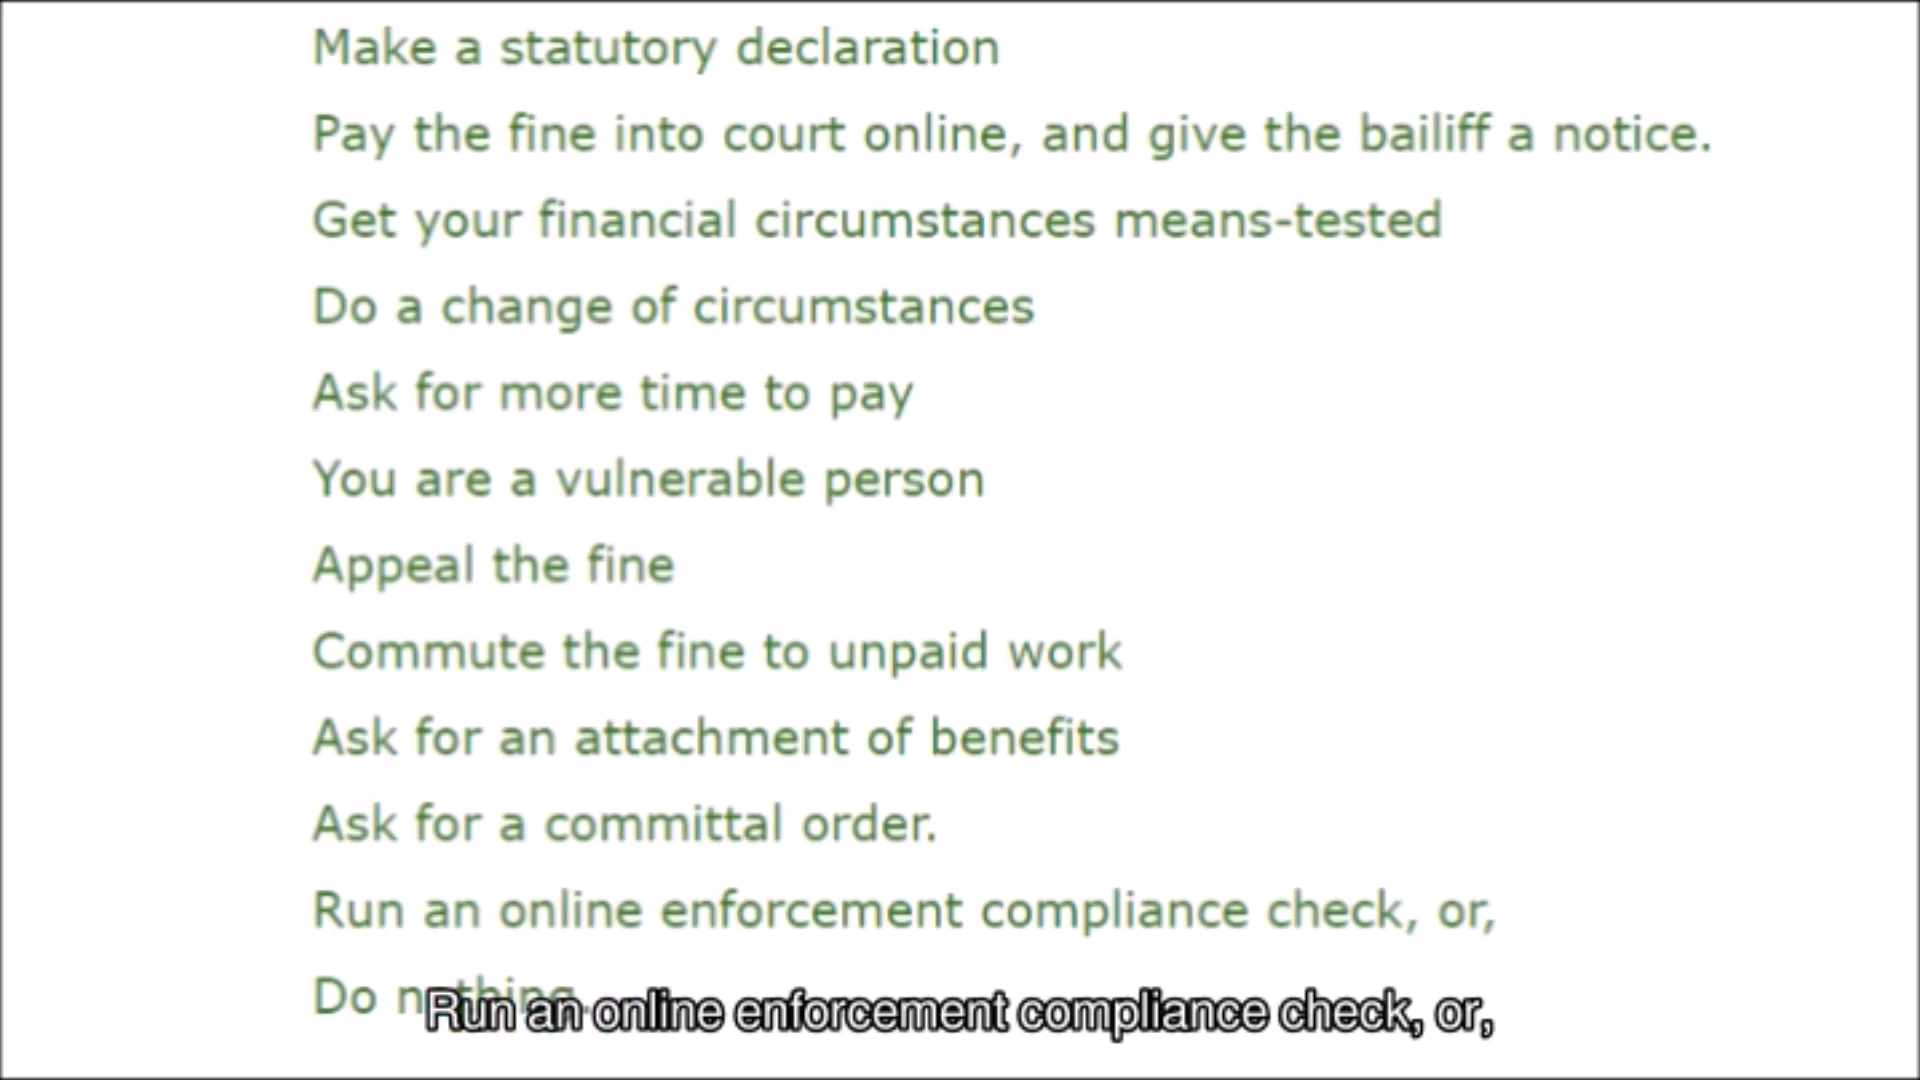 Make a statutory declaration
Pay the fine into court online, and give the bailiff a notice.
Get your financial circumstances means-tested
Do a change of circumstances
Ask for more time to pay
You are a vulnerable person
Appeal the fine
Commute the fine to unpaid work
Ask for an attachment of benefits
Ask for a committal order.
Run an online enforcement compliance check, or,
Do nothing.
Run an online enforcement compliance check, or,